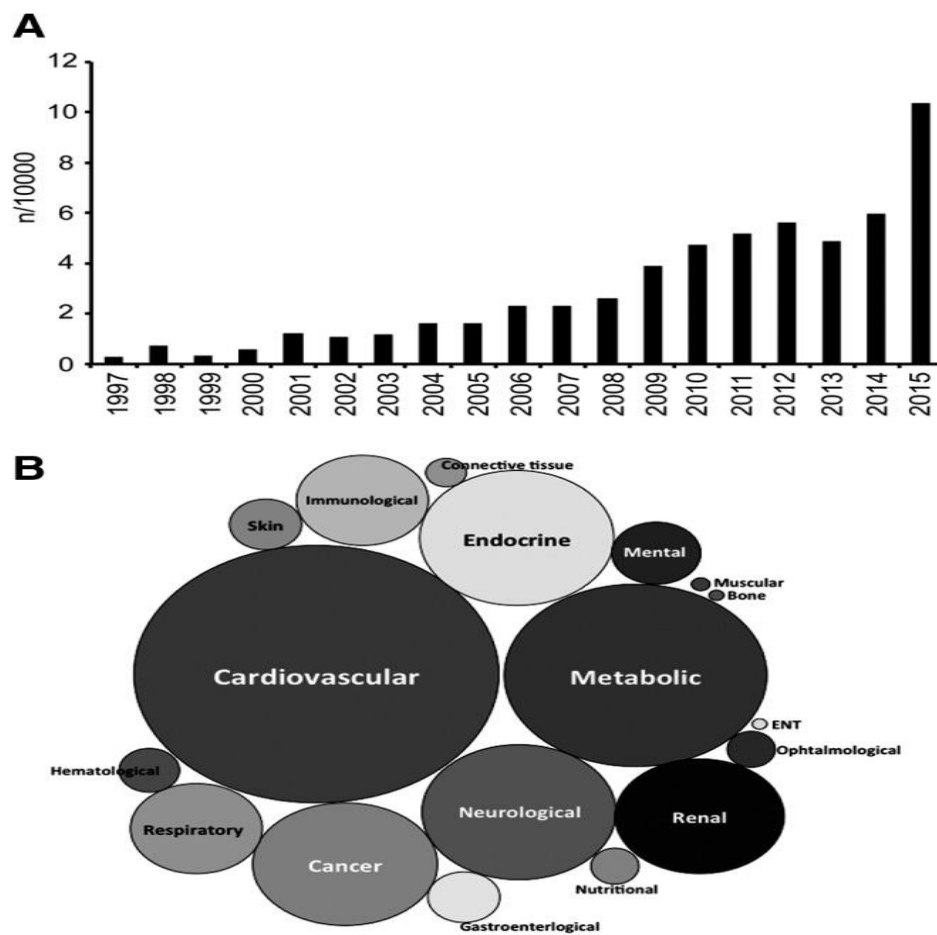 A
n/10000
12
10
8
6
4
2
0
1997 1998 1999 2000 2001 2002 2003 2004 2005 2006 2007 2008 2009 2010 2011 2012 2013 2014 2015
B
Connective tissue
Immunological
Skin
Endocrine
Mental
Muscular
Bone
Cardiovascular
Metabolic
ENT
Ophtalmological
Hematological
Respiratory
Neurological
Renal
Cancer
Nutritional
Gastroenterlogical